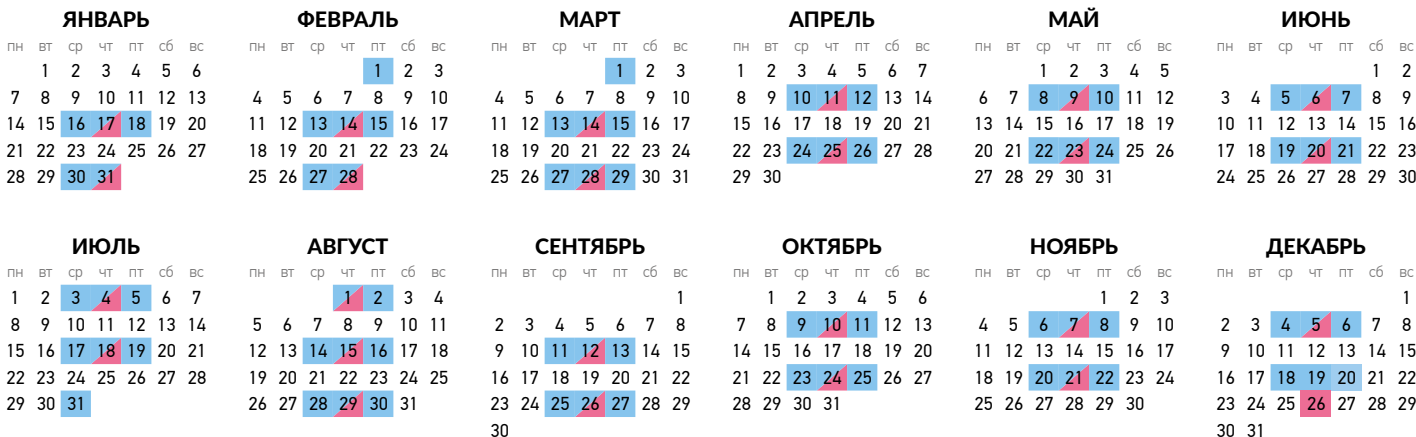 ЯНВАРЬ ФЕВРАЛЬ МАРТ АПРЕЛЬ МАЙ ИЮНЬ
пн вт ср чт пт сб вс пн вт ср чт пт сб вс пн вт ср чт пт сб вс пн вт ср чт пт сб вс пн вт ср чт пт сб вс пн вт ср чт пт сб вс
1 2 3 4 5 6 1 2 3 1 2 3 1 2 3 4 5 6 7 1 2 3 4 5 1 2
7 8 9 10 11 12 13 4 5 6 7 8 9 10 4 5 6 7 8 9 10 8 9 10 11 12 13 14 6 7 8 9 10 11 12 3 4 5 6 7 8 9
14 15 16 17 18 19 20 11 12 13 14 15 16 17 11 12 13 14 15 16 17 15 16 17 18 19 20 21 13 14 15 16 17 18 19 10 11 12 13 14 15 16
21 22 23 24 25 26 27 18 19 20 21 22 23 24 18 19 20 21 22 23 24 22 23 24 25 26 27 28 20 21 22 23 24 25 26 17 18 19 20 21 22 23
28 29 30 31 25 26 27 28 25 26 27 28 29 30 31 29 30 27 28 29 30 31 24 25 26 27 28 29 30
ИЮЛЬ АВГУСТ СЕНТЯБРЬ ОКТЯБРЬ НОЯБРЬ ДЕКАБРЬ
пн вт ср чт пт сб вс пн вт ср чт пт сб вс пн вт ср чт пт сб вс пн вт ср чт пт сб вс пн вт ср чт пт сб вс пн вт ср чт пт сб вс
1 2 3 4 5 6 7 1 2 3 4 1 1 2 3 4 5 6 1 2 3 1
8 9 10 11 12 13 14 5 6 7 8 9 10 11 2 3 4 5 6 7 8 7 8 9 10 11 12 13 4 5 6 7 8 9 10 2 3 4 5 6 7 8
15 16 17 18 19 20 21 12 13 14 15 16 17 18 9 10 11 12 13 14 15 14 15 16 17 18 19 20 11 12 13 14 15 16 17 9 10 11 12 13 14 15
22 23 24 25 26 27 28 19 20 21 22 23 24 25 16 17 18 19 20 21 22 21 22 23 24 25 26 27 18 19 20 21 22 23 24 16 17 18 19 20 21 22
29 30 31 26 27 28 29 30 31 23 24 25 26 27 28 29 28 29 30 31 25 26 27 28 29 30 23 24 25 26 27 28 29
30 30 31